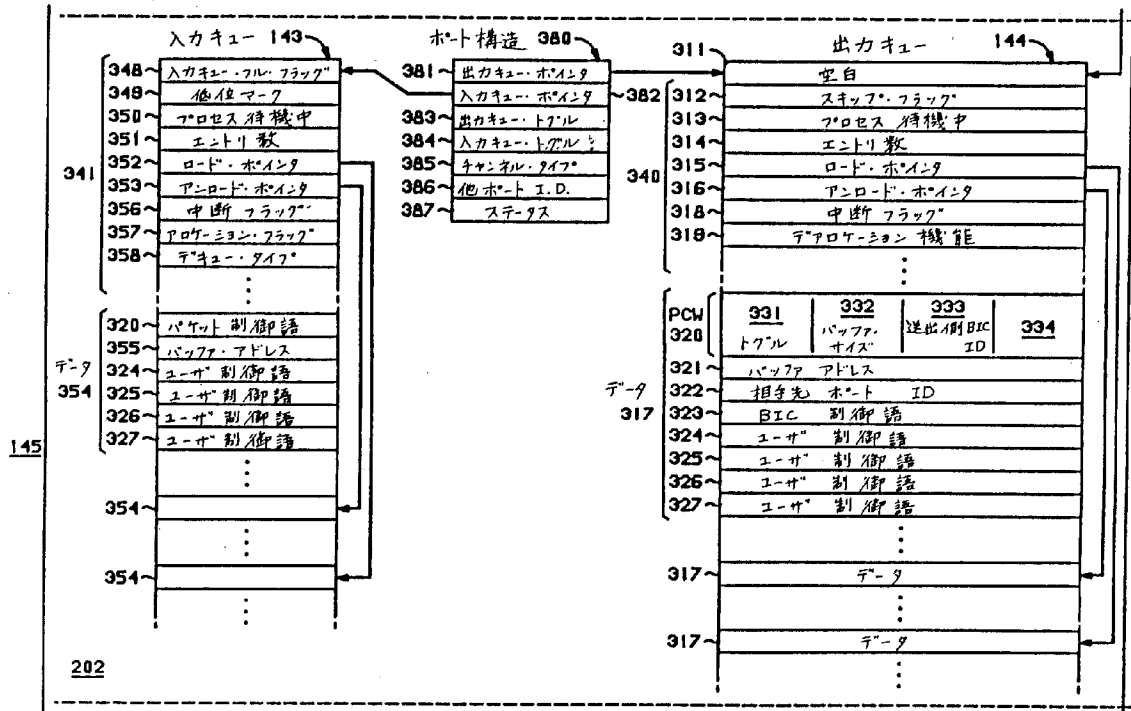 入力キュー 143
348 入力キュー・フル・フラグ
349 低位マーク
350 プロセス待機中
351 エントリ数
352 ロード・ポインタ
353 アンロード・ポインタ
356 中断フラッグ
357 アロケーション・フラッグ
358 デキュー・タイプ
341
320 パケット制御語
355 バッファ・アドレス
324 ユーザ制御語
325 ユーザ制御語
326 ユーザ制御語
327 ユーザ制御語
データ
354
354
354
145
202
ポート構造 380
381 出力キュー・ポインタ
入力キュー・ポインタ 382
383 出力キュー・トグル
384 入力キュー・トグル
385 チャンネル・タイプ
386 他ポート I.D.
387 ステータス
出力キュー 144
311 空白
312 スキップ・フラッグ
313 プロセス待機中
314 エントリ数
315 ロード・ポインタ
316 アンロード・ポインタ
318 中断フラッグ
319 デアロケーション機能
340
PCW
320
331
トグル
332
バッファ・
サイズ
333
送出側BIC
ID
334
321 バッファ アドレス
322 相手先 ポート ID
323 BIC 制御語
324 ユーザ 制御語
325 ユーザ 制御語
326 ユーザ 制御語
327 ユーザ 制御語
データ
317
317 データ
317 データ